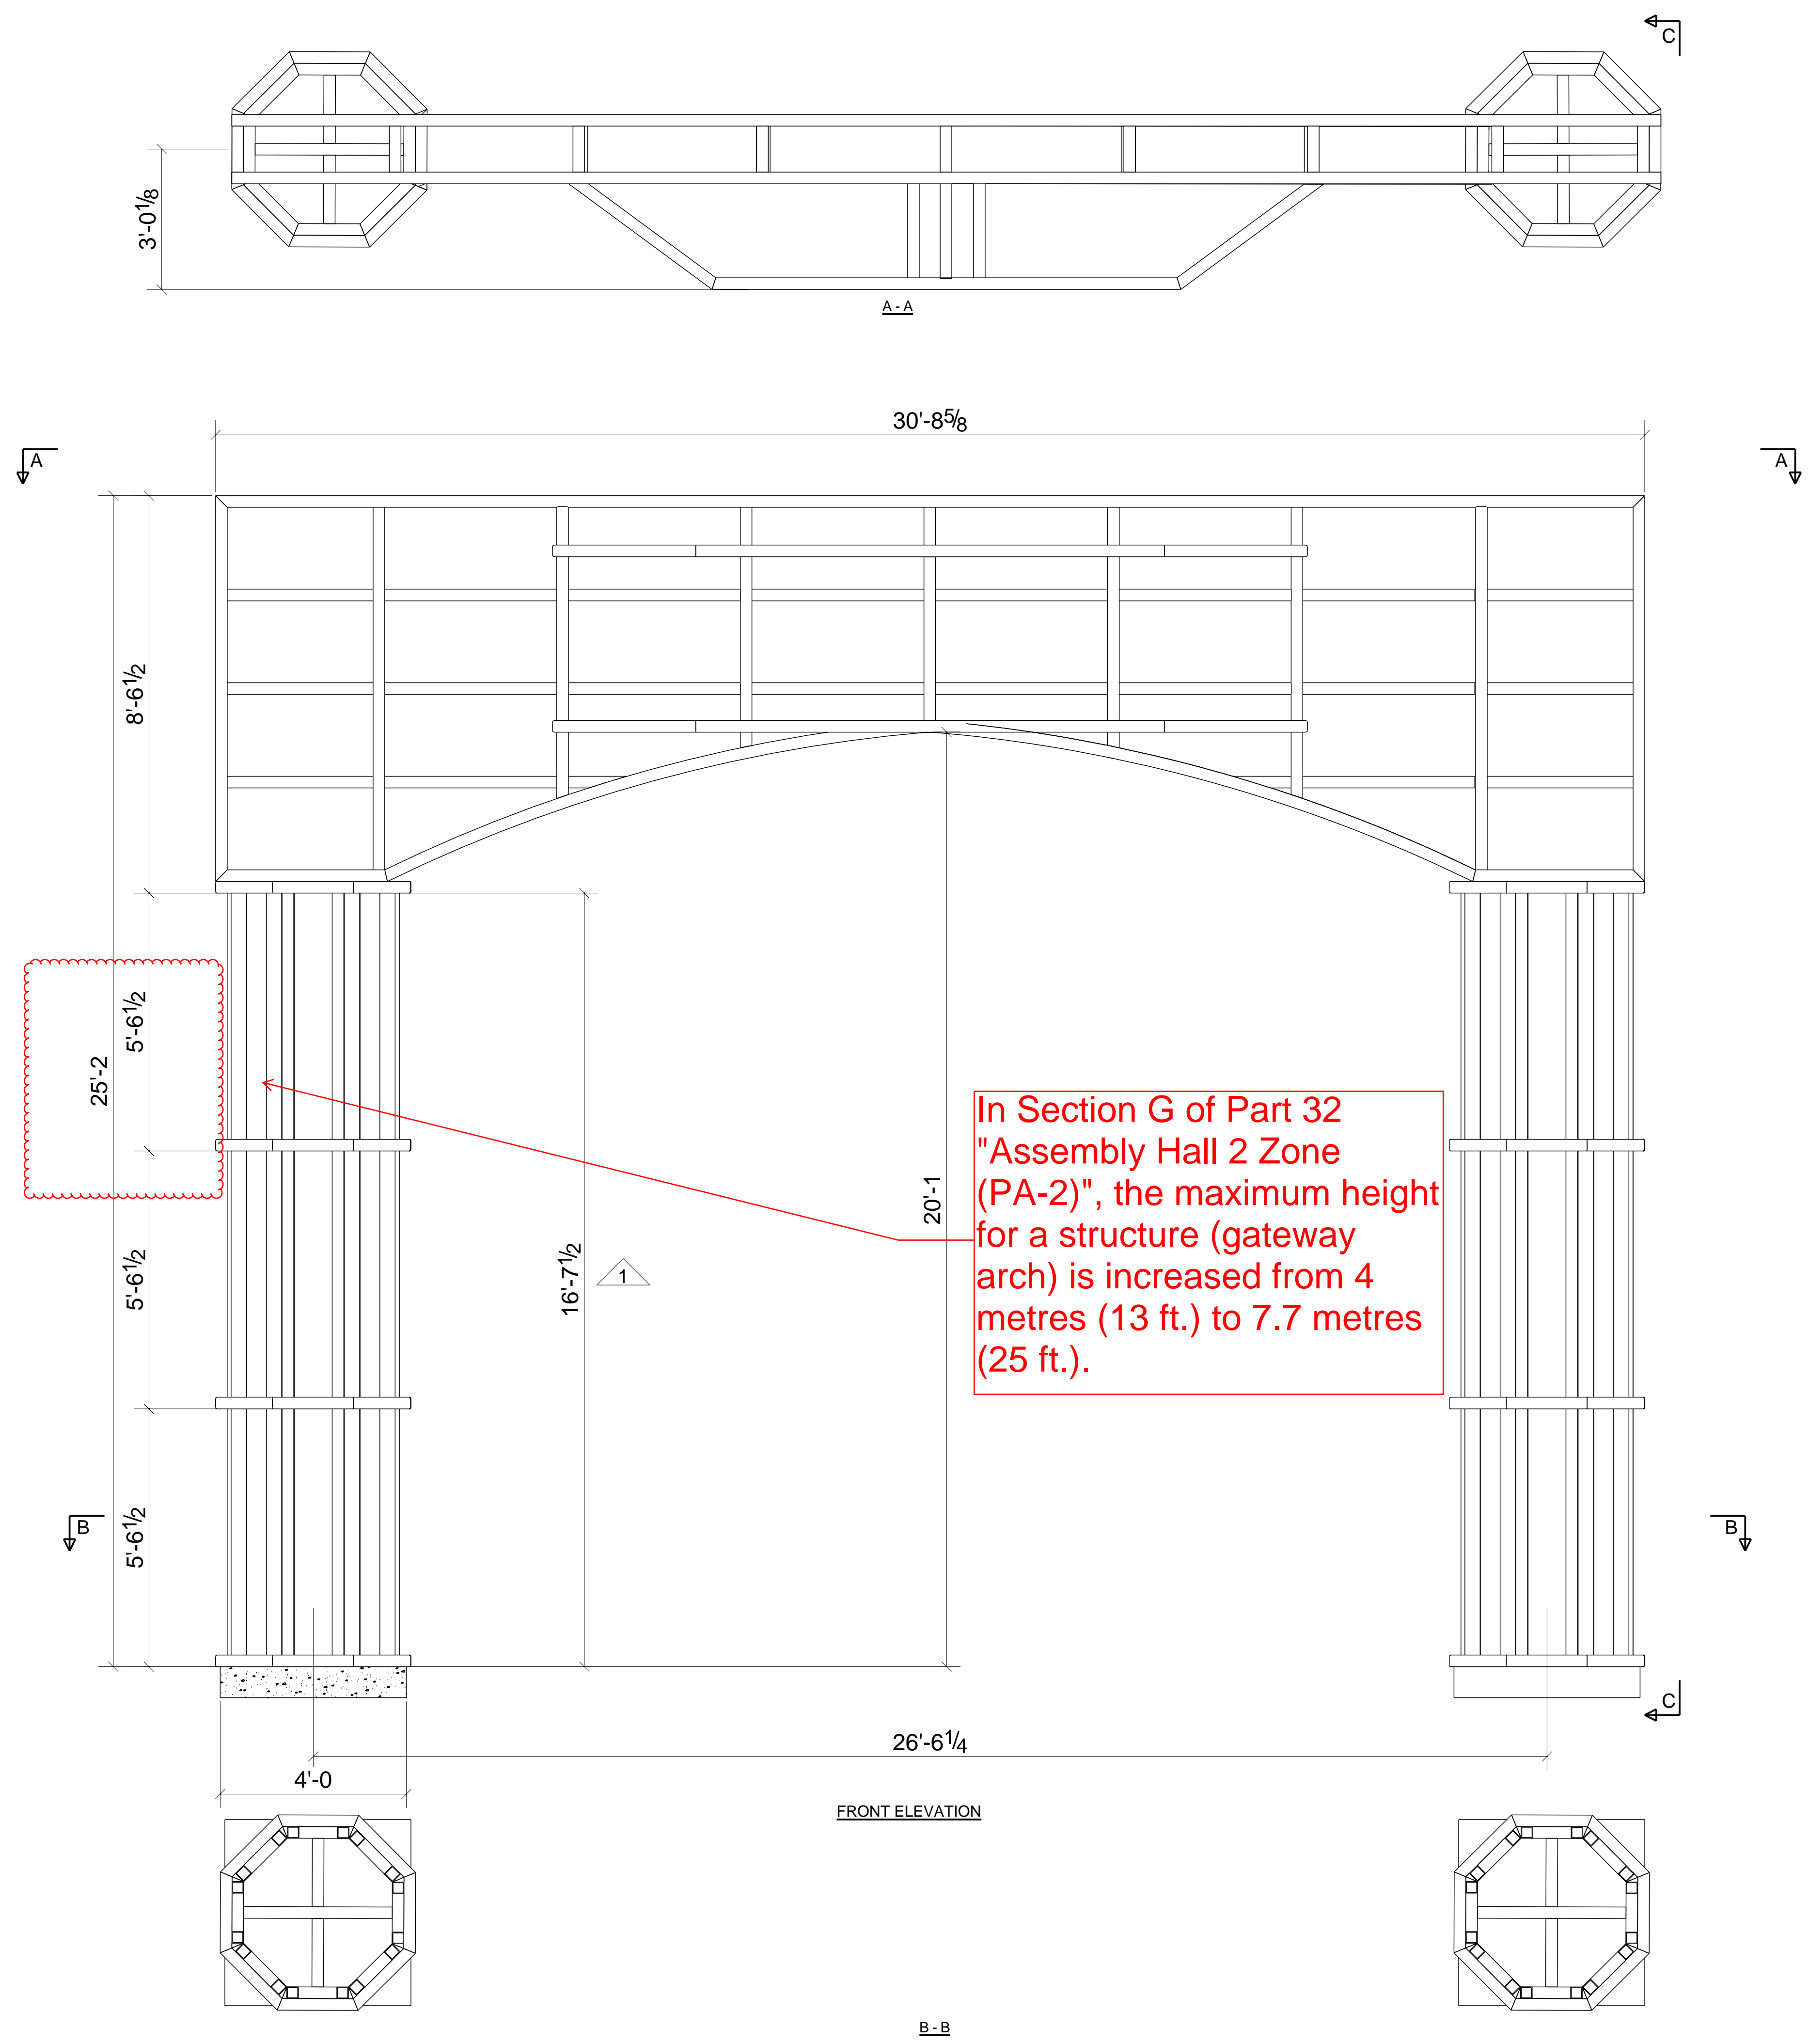 C
3'-0 1/8
A - A
30'-8 5/8
A
A
8'-6 1/2
5'-6 1/2
25'-2
In Section G of Part 32
"Assembly Hall 2 Zone
(PA-2)", the maximum height
for a structure (gateway
arch) is increased from 4
metres (13 ft.) to 7.7 metres
(25 ft.).
20'-1
5'-6 1/2
16'-7 1/2
1
B
5'-6 1/2
B
C
26'-6 1/4
4'-0
FRONT ELEVATION
B - B